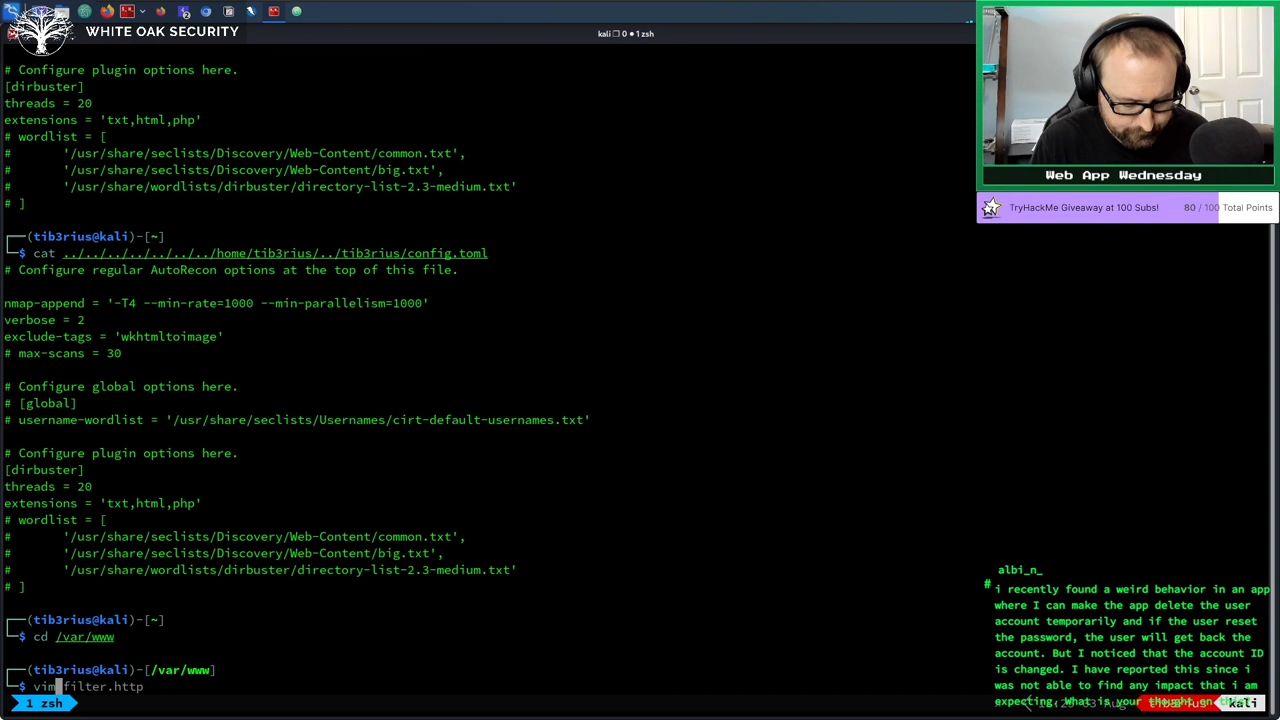 WHITE OAK SECURITY
kali ❐ 0 ● 1 zsh
# Configure plugin options here.
[dirbuster]
threads = 20
extensions = 'txt,html,php'
# wordlist = [
#       '/usr/share/seclists/Discovery/Web-Content/common.txt',
#       '/usr/share/seclists/Discovery/Web-Content/big.txt',
#       '/usr/share/wordlists/dirbuster/directory-list-2.3-medium.txt'
# ]
┌──(tib3rius@kali)-[~]
└─$ cat ../../../../../../../home/tib3rius/../tib3rius/config.toml
# Configure regular AutoRecon options at the top of this file.
nmap-append = '-T4 --min-rate=1000 --min-parallelism=1000'
verbose = 2
exclude-tags = 'wkhtmltoimage'
# max-scans = 30
# Configure global options here.
# [global]
# username-wordlist = '/usr/share/seclists/Usernames/cirt-default-usernames.txt'
# Configure plugin options here.
[dirbuster]
threads = 20
extensions = 'txt,html,php'
# wordlist = [
#       '/usr/share/seclists/Discovery/Web-Content/common.txt',
#       '/usr/share/seclists/Discovery/Web-Content/big.txt',
#       '/usr/share/wordlists/dirbuster/directory-list-2.3-medium.txt'
# ]
┌──(tib3rius@kali)-[~]
└─$ cd /var/www
┌──(tib3rius@kali)-[/var/www]
└─$ vim filter.http
1 zsh
Web App Wednesday
TryHackMe Giveaway at 100 Subs! 80 / 100 Total Points
albi_n_
# i recently found a weird behavior in an app
where I can make the app delete the user
account temporarily and if the user reset
the password, the user will get back the
account. But I noticed that the account ID
is changed. I have reported this since i
was not able to find any impact that i am
expecting. What is your thought on this?
Aug
tib3rius
kali